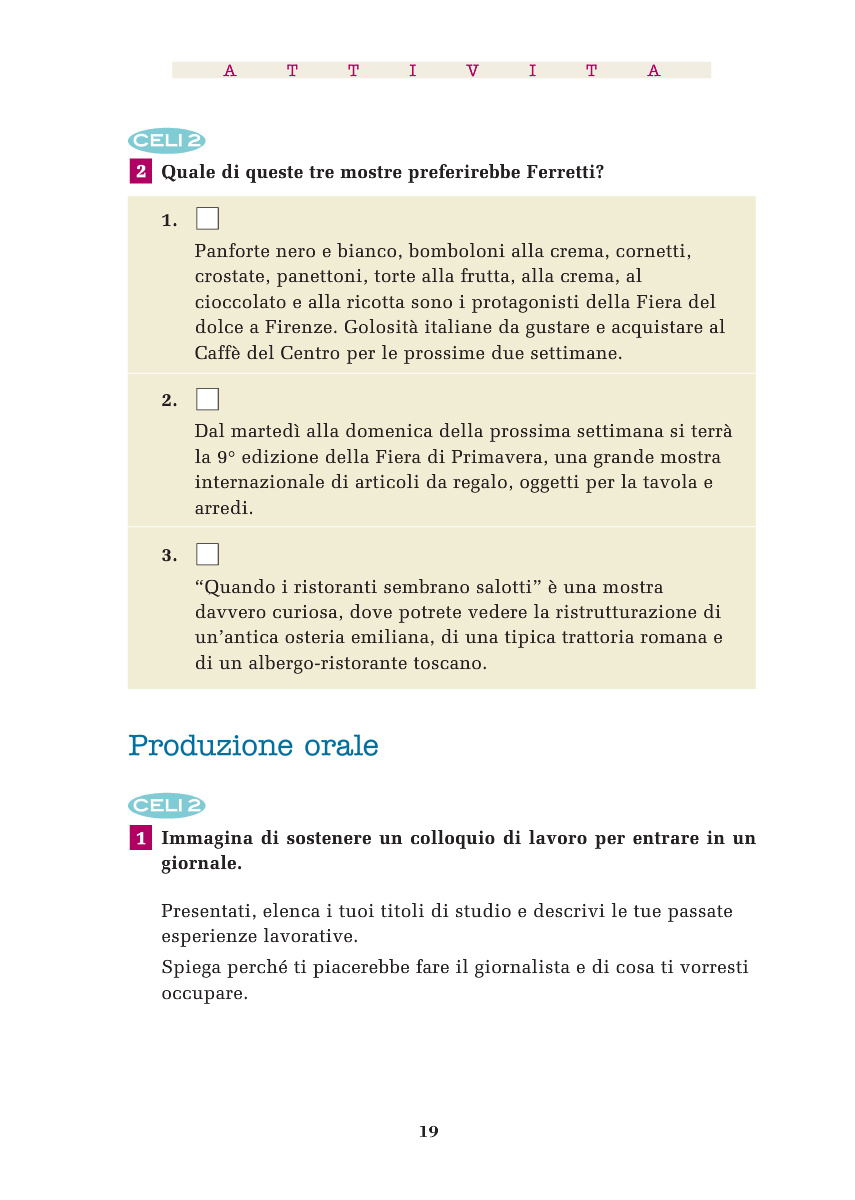 A T T I V I T A
CELI 2
2 Quale di queste tre mostre preferirebbe Ferretti?
1.
Panforte nero e bianco, bomboloni alla crema, cornetti,
crostate, panettoni, torte alla frutta, alla crema, al
cioccolato e alla ricotta sono i protagonisti della Fiera del
dolce a Firenze. Golosità italiane da gustare e acquistare al
Caffè del Centro per le prossime due settimane.
2.
Dal martedì alla domenica della prossima settimana si terrà
la 9° edizione della Fiera di Primavera, una grande mostra
internazionale di articoli da regalo, oggetti per la tavola e
arredi.
3.
“Quando i ristoranti sembrano salotti” è una mostra
davvero curiosa, dove potrete vedere la ristrutturazione di
un’antica osteria emiliana, di una tipica trattoria romana e
di un albergo-ristorante toscano.
Produzione orale
CELI 2
1 Immagina di sostenere un colloquio di lavoro per entrare in un
giornale.
Presentati, elenca i tuoi titoli di studio e descrivi le tue passate
esperienze lavorative.
Spiega perché ti piacerebbe fare il giornalista e di cosa ti vorresti
occupare.
19